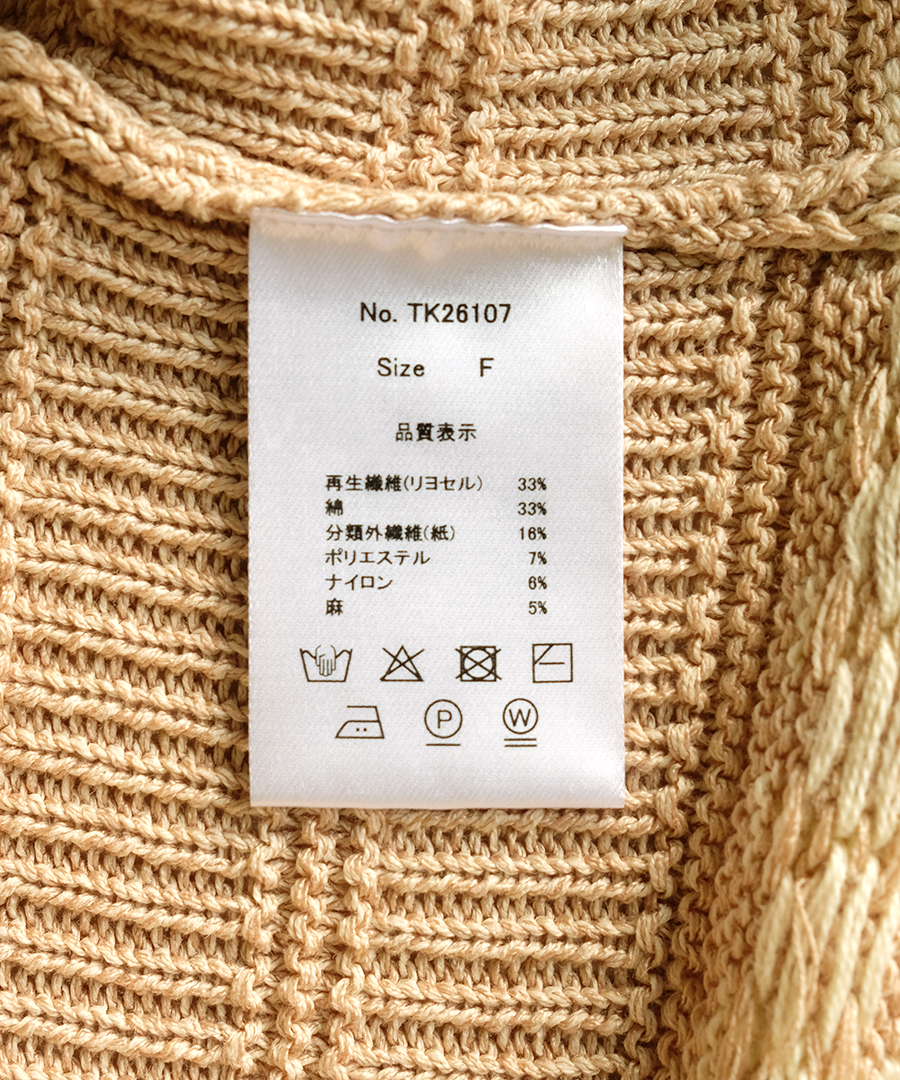 No. TK26107
Size F
品質表示
再生繊維(リヨセル) 33%
綿 33%
分類外繊維(紙) 16%
ポリエステル 7%
ナイロン 6%
麻 5%
P W